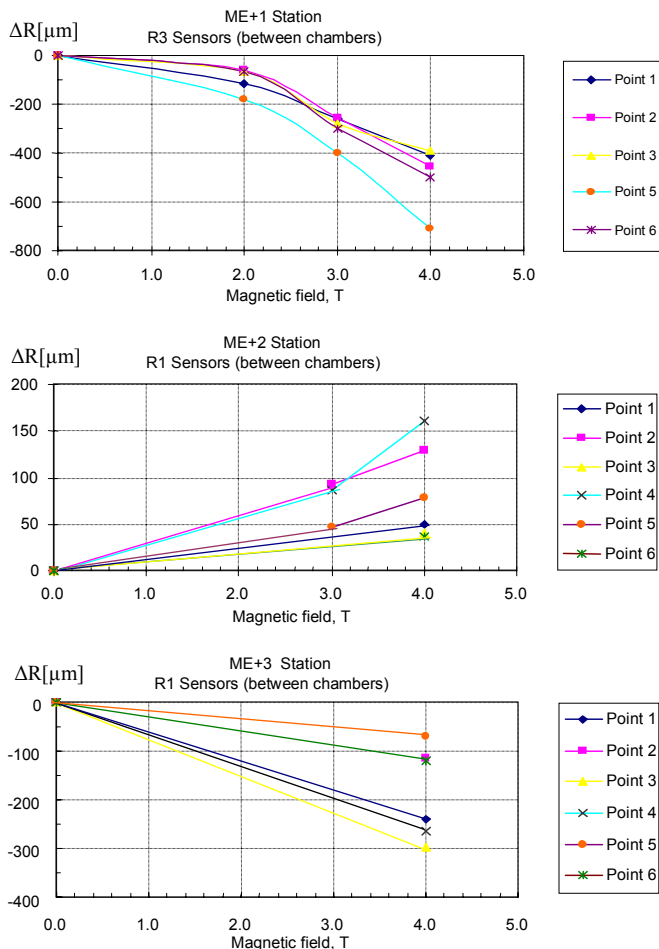 ME+1 Station
R3 Sensors (between chambers)
ΔR[µm]
0
-200
-400
-600
-800
0.0 1.0 2.0 3.0 4.0 5.0
Magnetic field, T
Point 1
Point 2
Point 3
Point 5
Point 6
ME+2 Station
R1 Sensors (between chambers)
ΔR[µm]
200
150
100
50
0
0.0 1.0 2.0 3.0 4.0 5.0
Magnetic field, T
Point 1
Point 2
Point 3
Point 4
Point 5
Point 6
ME+3 Station
R1 Sensors (between chambers)
ΔR[µm]
0
-100
-200
-300
-400
0.0 1.0 2.0 3.0 4.0 5.0
Magnetic field, T
Point 1
Point 2
Point 3
Point 4
Point 5
Point 6